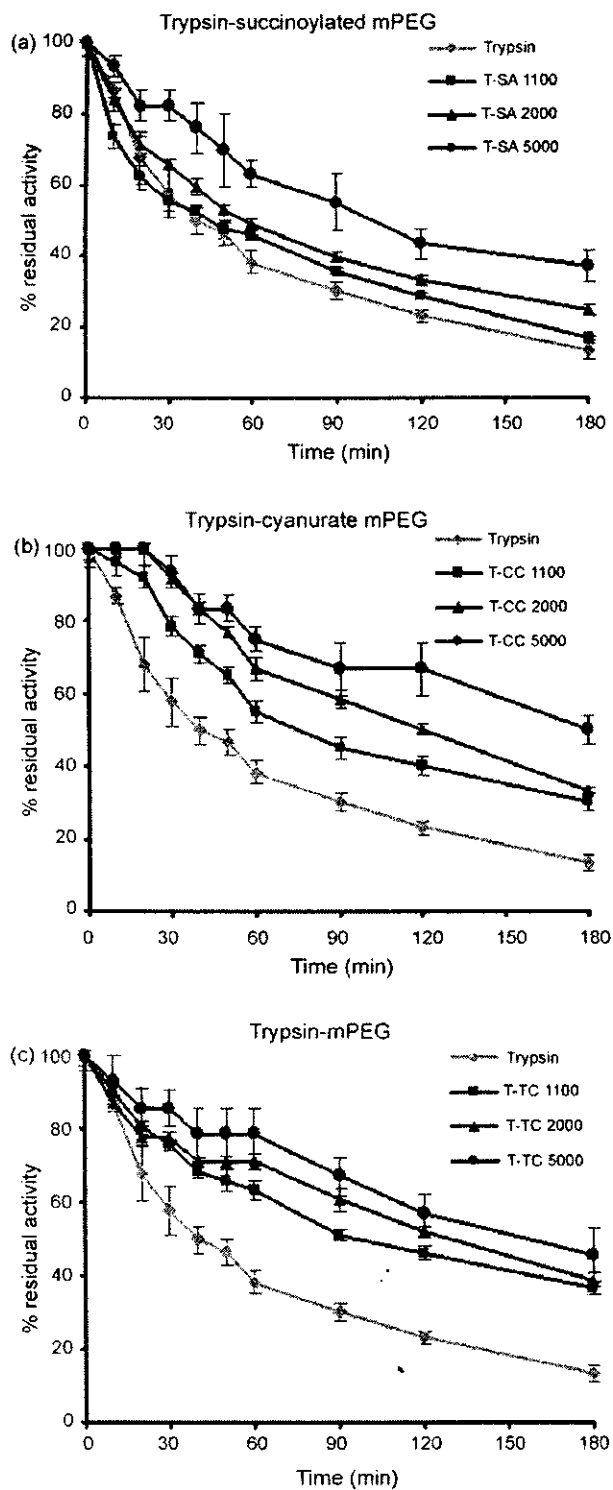 Trypsin-succinoylated mPEG
(a)
100
80
60
40
20
0
% residual activity
Trypsin
T-SA 1100
T-SA 2000
T-SA 5000
0 30 60 90 120 150 180
Time (min)
Trypsin-cyanurate mPEG
(b)
100
80
60
40
20
0
% residual activity
Trypsin
T-CC 1100
T-CC 2000
T-CC 5000
0 30 60 90 120 150 180
Time (min)
Trypsin-mPEG
(c)
100
80
60
40
20
0
% residual activity
Trypsin
T-TC 1100
T-TC 2000
T-TC 5000
0 30 60 90 120 150 180
Time (min)